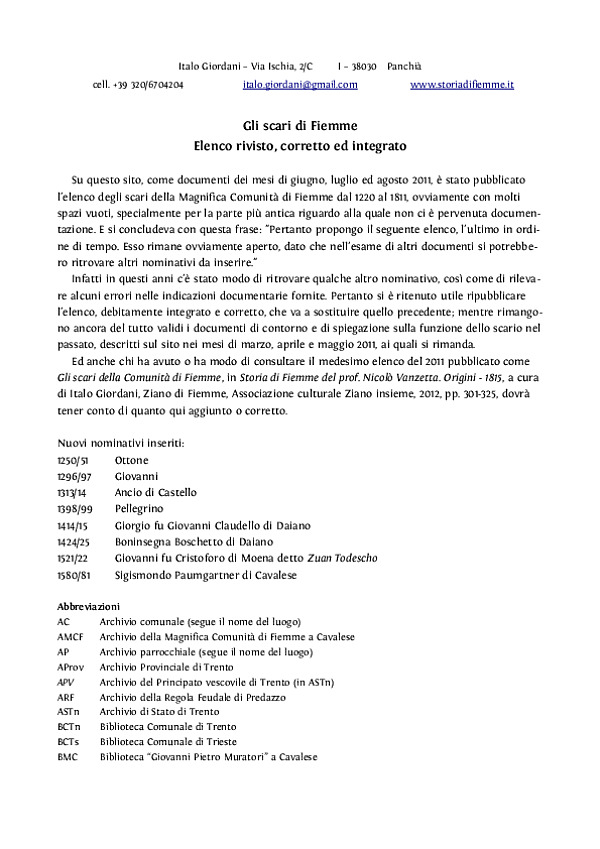 Italo Giordani – Via Ischia, 2/C I – 38030 Panchià
cell. +39 320/6704204 italo.giordani@gmail.com www.storiadifiemme.it
Gli scari di Fiemme
Elenco rivisto, corretto ed integrato
Su questo sito, come documenti dei mesi di giugno, luglio ed agosto 2011, è stato pubblicato
l'elenco degli scari della Magnifica Comunità di Fiemme dal 1220 al 1811, ovviamente con molti
spazi vuoti, specialmente per la parte più antica riguardo alla quale non ci è pervenuta documen-
tazione. E si concludeva con questa frase: "Pertanto propongo il seguente elenco, l'ultimo in ordi-
ne di tempo. Esso rimane ovviamente aperto, dato che nell'esame di altri documenti si potrebbe-
ro ritrovare altri nominativi da inserire."
Infatti in questi anni c'è stato modo di ritrovare qualche altro nominativo, così come di rileva-
re alcuni errori nelle indicazioni documentarie fornite. Pertanto si è ritenuto utile ripubblicare
l'elenco, debitamente integrato e corretto, che va a sostituire quello precedente; mentre rimango-
no ancora del tutto validi i documenti di contorno e di spiegazione sulla funzione dello scario nel
passato, descritti sul sito nei mesi di marzo, aprile e maggio 2011, ai quali si rimanda.
Ed anche chi ha avuto o ha modo di consultare il medesimo elenco del 2011 pubblicato come
Gli scari della Comunità di Fiemme, in Storia di Fiemme del prof. Nicolò Vanzetta. Origini - 1815, a cura
di Italo Giordani, Ziano di Fiemme, Associazione culturale Ziano insieme, 2012, pp. 301-325, dovrà
tener conto di quanto qui aggiunto o corretto.
Nuovi nominativi inseriti:
1250/51 Ottone
1296/97 Giovanni
1313/14 Ancio di Castello
1398/99 Pellegrino
1414/15 Giorgio fu Giovanni Claudello di Daiano
1424/25 Boninsegna Boschetto di Daiano
1521/22 Giovanni fu Cristoforo di Moena detto Zuan Todescho
1580/81 Sigismondo Paumgartner di Cavalese
Abbreviazioni
AC Archivio comunale (segue il nome del luogo)
AMCF Archivio della Magnifica Comunità di Fiemme a Cavalese
AP Archivio parrocchiale (segue il nome del luogo)
AProv Archivio Provinciale di Trento
APV Archivio del Principato vescovile di Trento (in ASTn)
ARF Archivio della Regola Feudale di Predazzo
ASTn Archivio di Stato di Trento
BCTn Biblioteca Comunale di Trento
BCTs Biblioteca Comunale di Trieste
BMC Biblioteca "Giovanni Pietro Muratori" a Cavalese